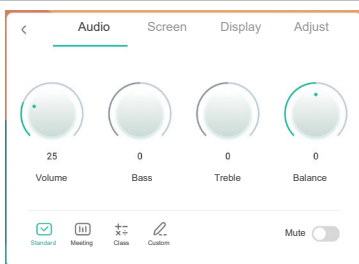 Audio Screen Display Adjust
25 0 0 0
Volume Bass Treble Balance
Standard Meeting Class Custom Mute